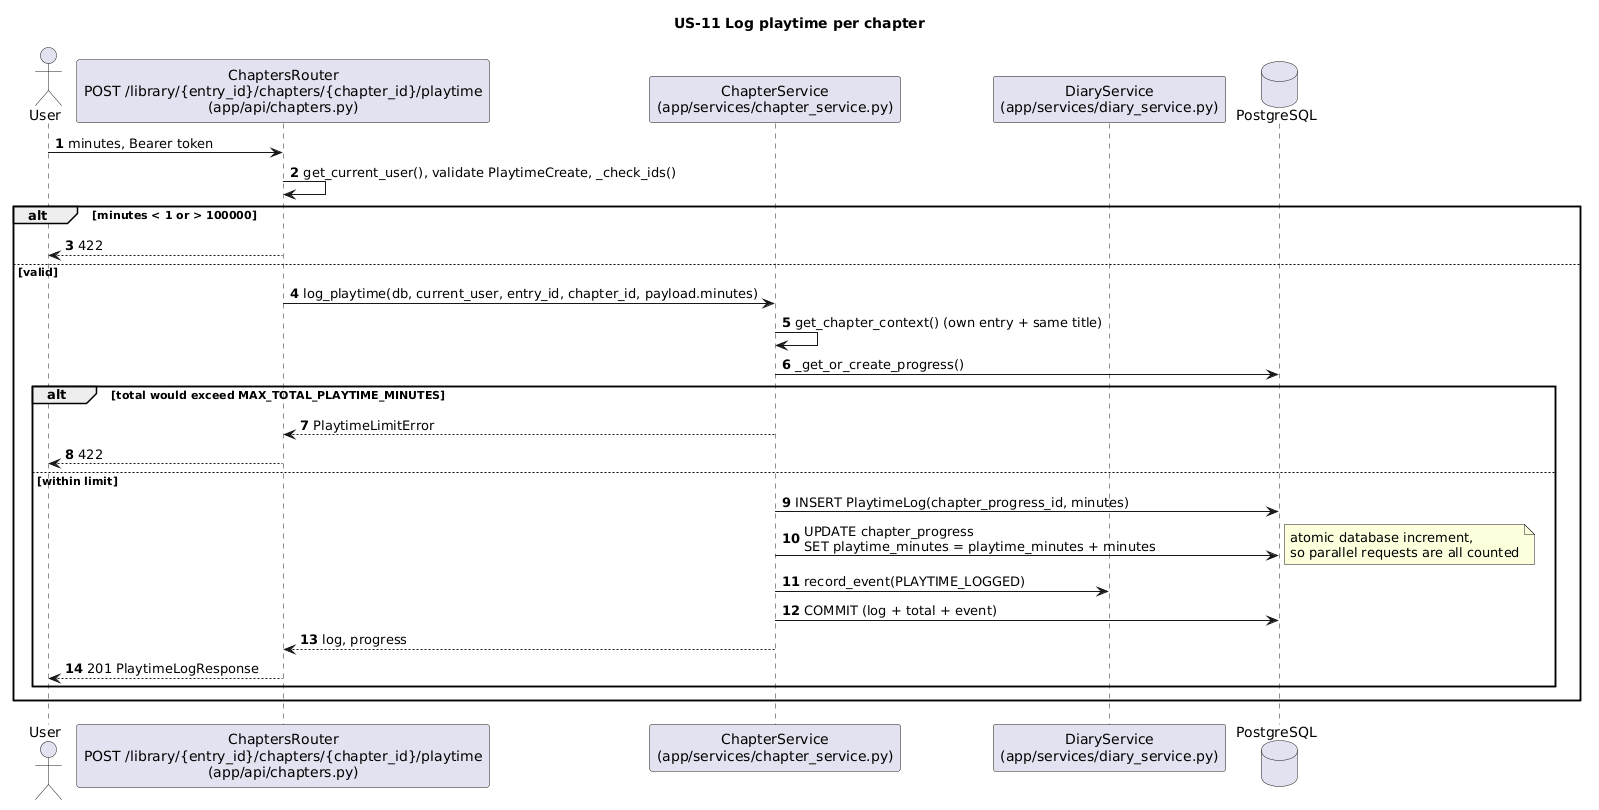 US-11 Log playtime per chapter
User
ChaptersRouter
POST /library/{entry_id}/chapters/{chapter_id}/playtime
(app/api/chapters.py)
ChapterService
(app/services/chapter_service.py)
DiaryService
(app/services/diary_service.py)
PostgreSQL
1 minutes, Bearer token
2 get_current_user(), validate PlaytimeCreate, _check_ids()
alt [minutes < 1 or > 100000]
3 422
[valid]
4 log_playtime(db, current_user, entry_id, chapter_id, payload.minutes)
5 get_chapter_context() (own entry + same title)
6 _get_or_create_progress()
alt [total would exceed MAX_TOTAL_PLAYTIME_MINUTES]
7 PlaytimeLimitError
8 422
[within limit]
9 INSERT PlaytimeLog(chapter_progress_id, minutes)
10 UPDATE chapter_progress
SET playtime_minutes = playtime_minutes + minutes
atomic database increment,
so parallel requests are all counted
11 record_event(PLAYTIME_LOGGED)
12 COMMIT (log + total + event)
13 log, progress
14 201 PlaytimeLogResponse
User
ChaptersRouter
POST /library/{entry_id}/chapters/{chapter_id}/playtime
(app/api/chapters.py)
ChapterService
(app/services/chapter_service.py)
DiaryService
(app/services/diary_service.py)
PostgreSQL